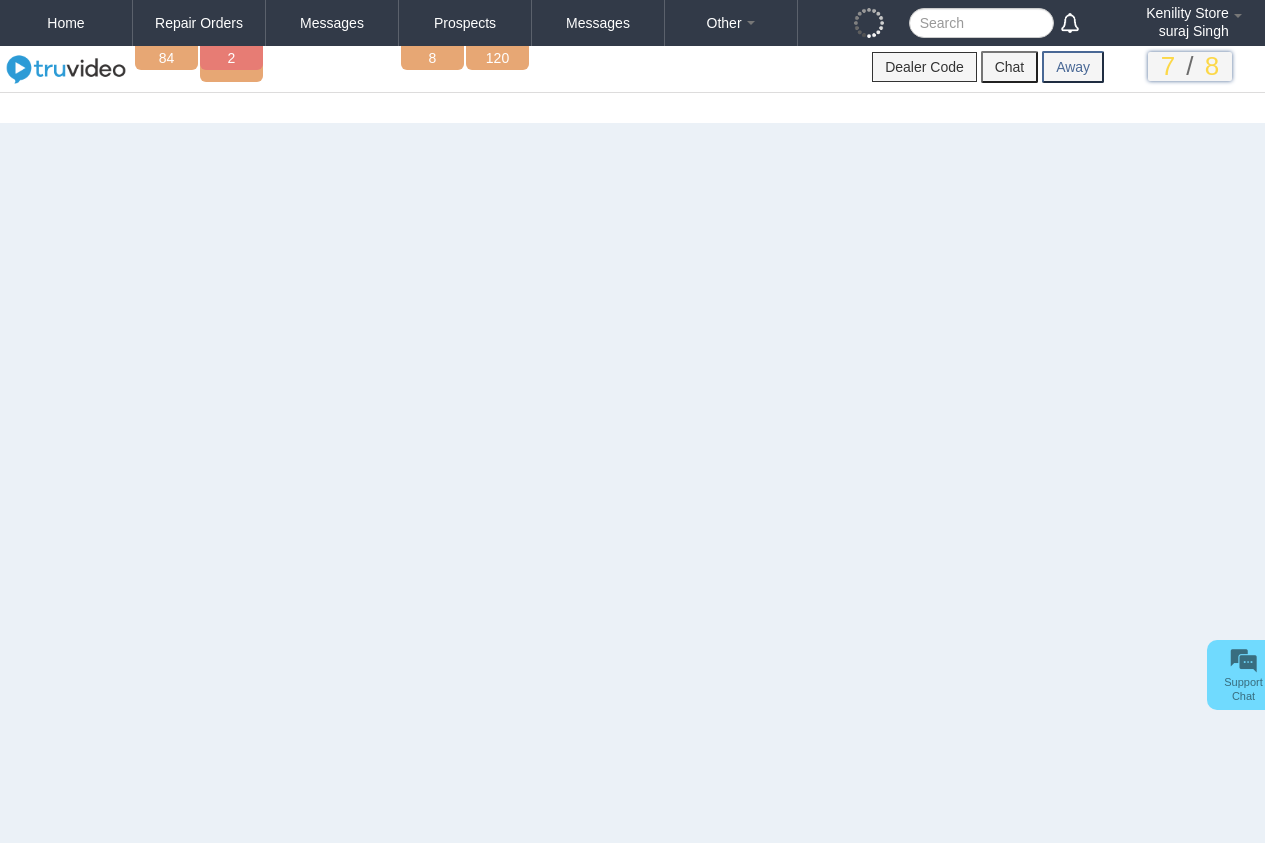 Home Repair Orders Messages Prospects Messages Other Search Kenility Store
suraj Singh
truvideo 84 2 8 120 Dealer Code Chat Away 7 / 8
Support
Chat